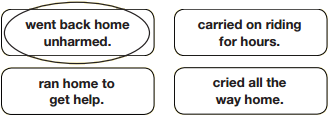 went back home
unharmed.
carried on riding
for hours.
ran home to
get help.
cried all the
way home.